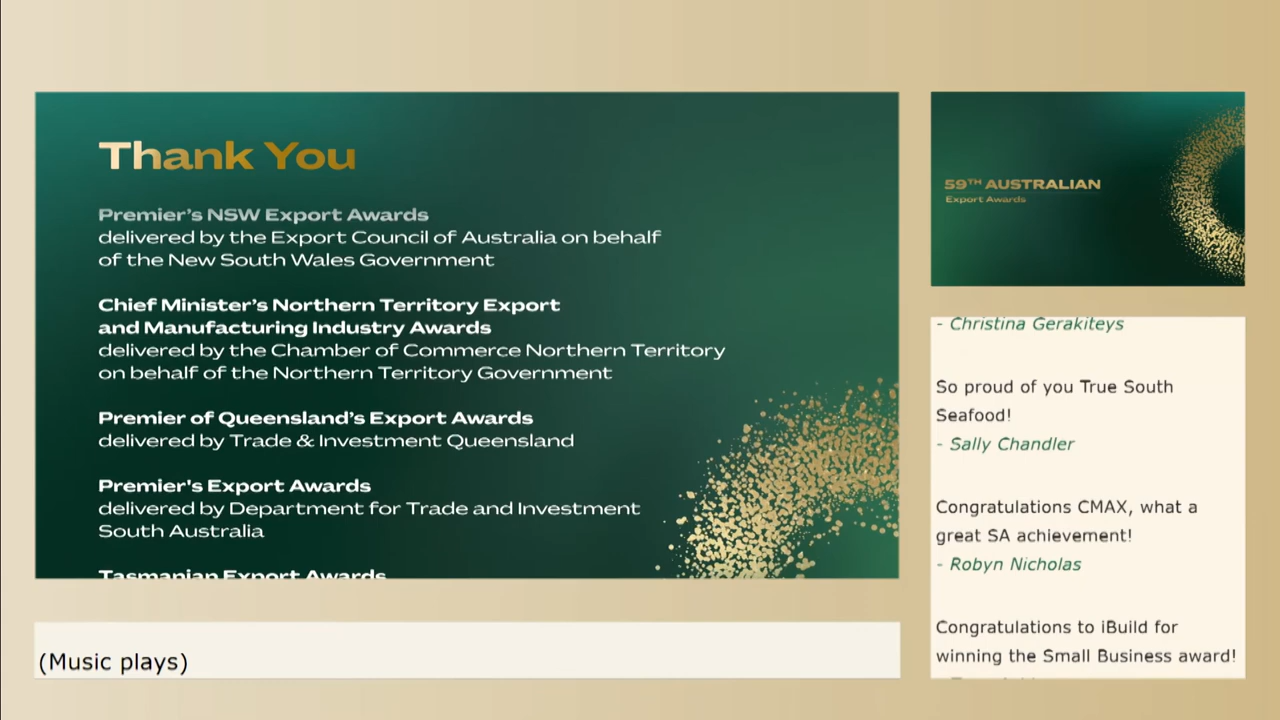 Thank You
Premier’s NSW Export Awards
delivered by the Export Council of Australia on behalf
of the New South Wales Government
Chief Minister’s Northern Territory Export
and Manufacturing Industry Awards
delivered by the Chamber of Commerce Northern Territory
on behalf of the Northern Territory Government
Premier of Queensland’s Export Awards
delivered by Trade & Investment Queensland
Premier's Export Awards
delivered by Department for Trade and Investment
South Australia
Tasmanian Export Awards
(Music plays)
59TH AUSTRALIAN
Export Awards
- Christina Gerakiteys
So proud of you True South
Seafood!
- Sally Chandler
Congratulations CMAX, what a
great SA achievement!
- Robyn Nicholas
Congratulations to iBuild for
winning the Small Business award!